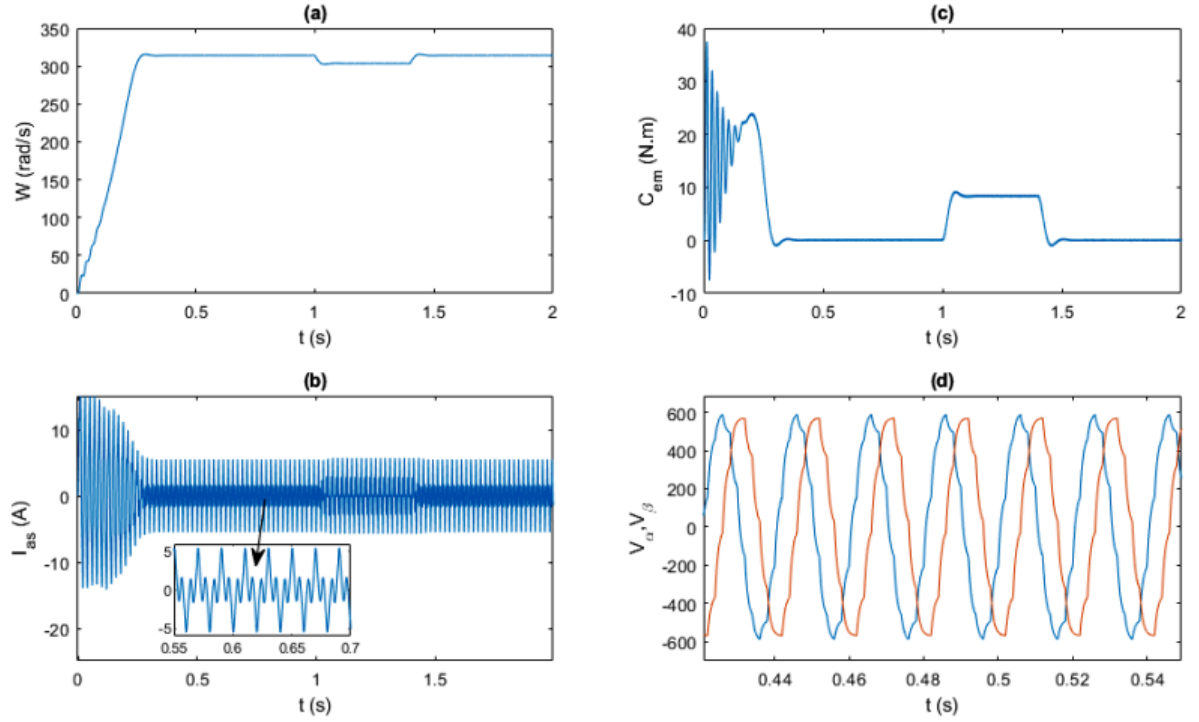 (a)
350
300
250
200
150
100
50
0
W (rad/s)
0 0.5 1 1.5 2
t (s)
(c)
40
30
20
10
0
-10
C_em (N.m)
0 0.5 1 1.5 2
t (s)
(b)
10
0
-10
-20
I_as (A)
5
0
-5
0.55 0.6 0.65 0.7
0 0.5 1 1.5
t (s)
(d)
600
400
200
0
-200
-400
-600
V_α,V_β
0.44 0.46 0.48 0.5 0.52 0.54
t (s)